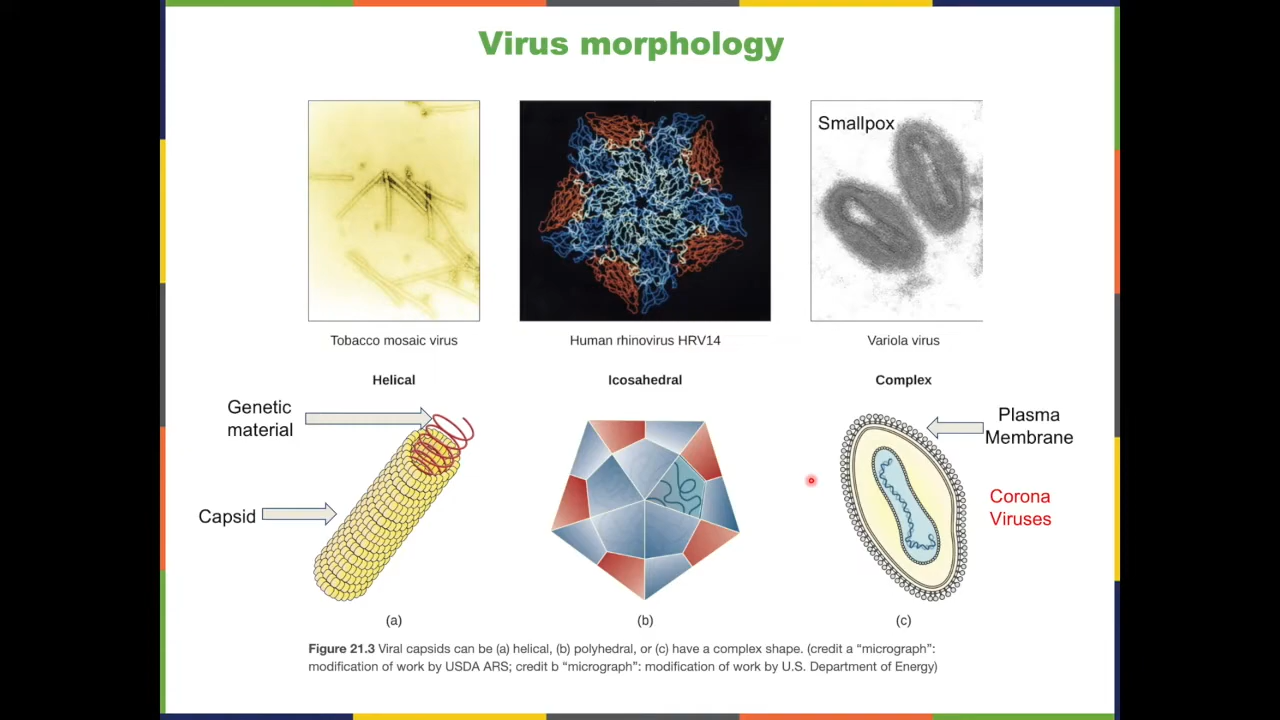 Virus morphology
Smallpox
Tobacco mosaic virus
Human rhinovirus HRV14
Variola virus
Helical
Icosahedral
Complex
Genetic
material
Capsid
Plasma
Membrane
Corona
Viruses
(a)
(b)
(c)
Figure 21.3 Viral capsids can be (a) helical, (b) polyhedral, or (c) have a complex shape. (credit a “micrograph”:
modification of work by USDA ARS; credit b “micrograph”: modification of work by U.S. Department of Energy)